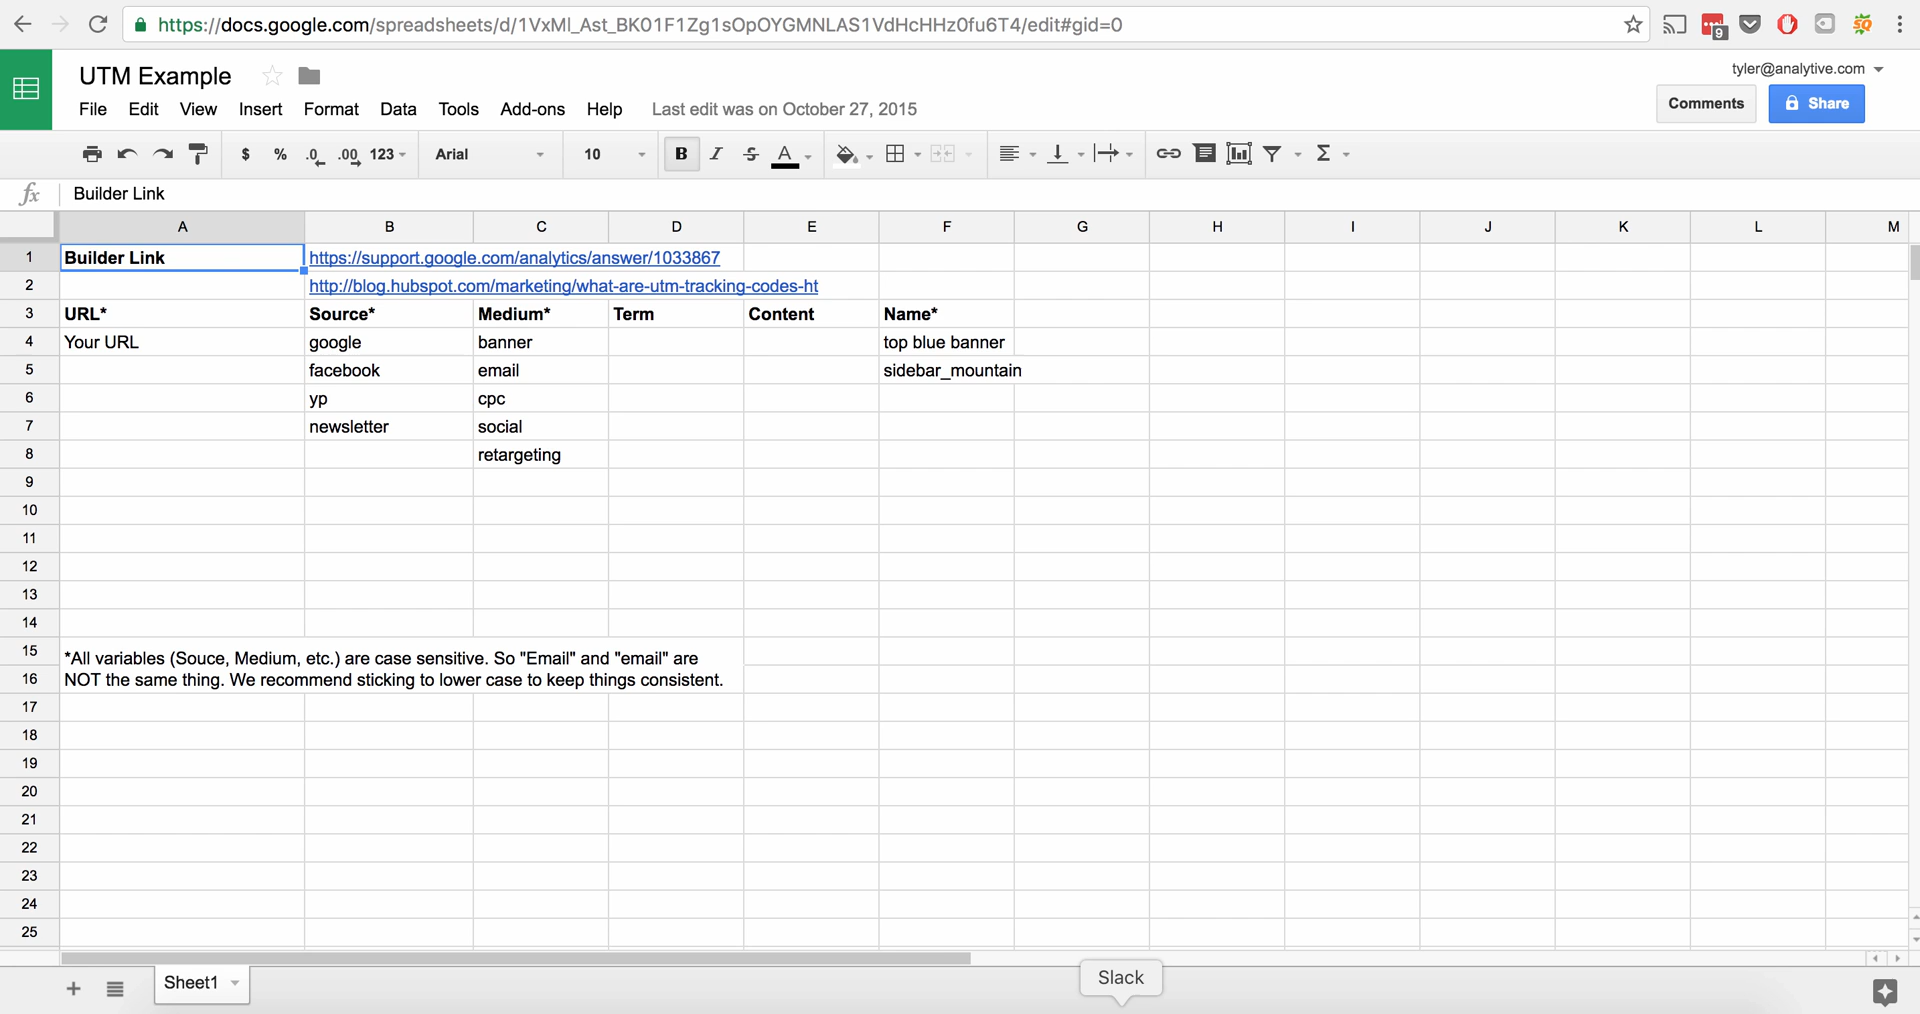 https://docs.google.com/spreadsheets/d/1VxMl_Ast_BK01F1Zg1sOpOYGMNLAS1VdHcHHz0fu6T4/edit#gid=0
9
UTM Example
tyler@analytive.com
File Edit View Insert Format Data Tools Add-ons Help Last edit was on October 27, 2015
Comments Share
$ % .0 .00 123 Arial 10 B I S A Σ
fx Builder Link
A B C D E F G H I J K L M
1 Builder Link https://support.google.com/analytics/answer/1033867
2 http://blog.hubspot.com/marketing/what-are-utm-tracking-codes-ht
3 URL* Source* Medium* Term Content Name*
4 Your URL google banner top blue banner
5 facebook email sidebar_mountain
6 yp cpc
7 newsletter social
8 retargeting
9
10
11
12
13
14
15 *All variables (Souce, Medium, etc.) are case sensitive. So "Email" and "email" are
16 NOT the same thing. We recommend sticking to lower case to keep things consistent.
17
18
19
20
21
22
23
24
25
Sheet1
Slack